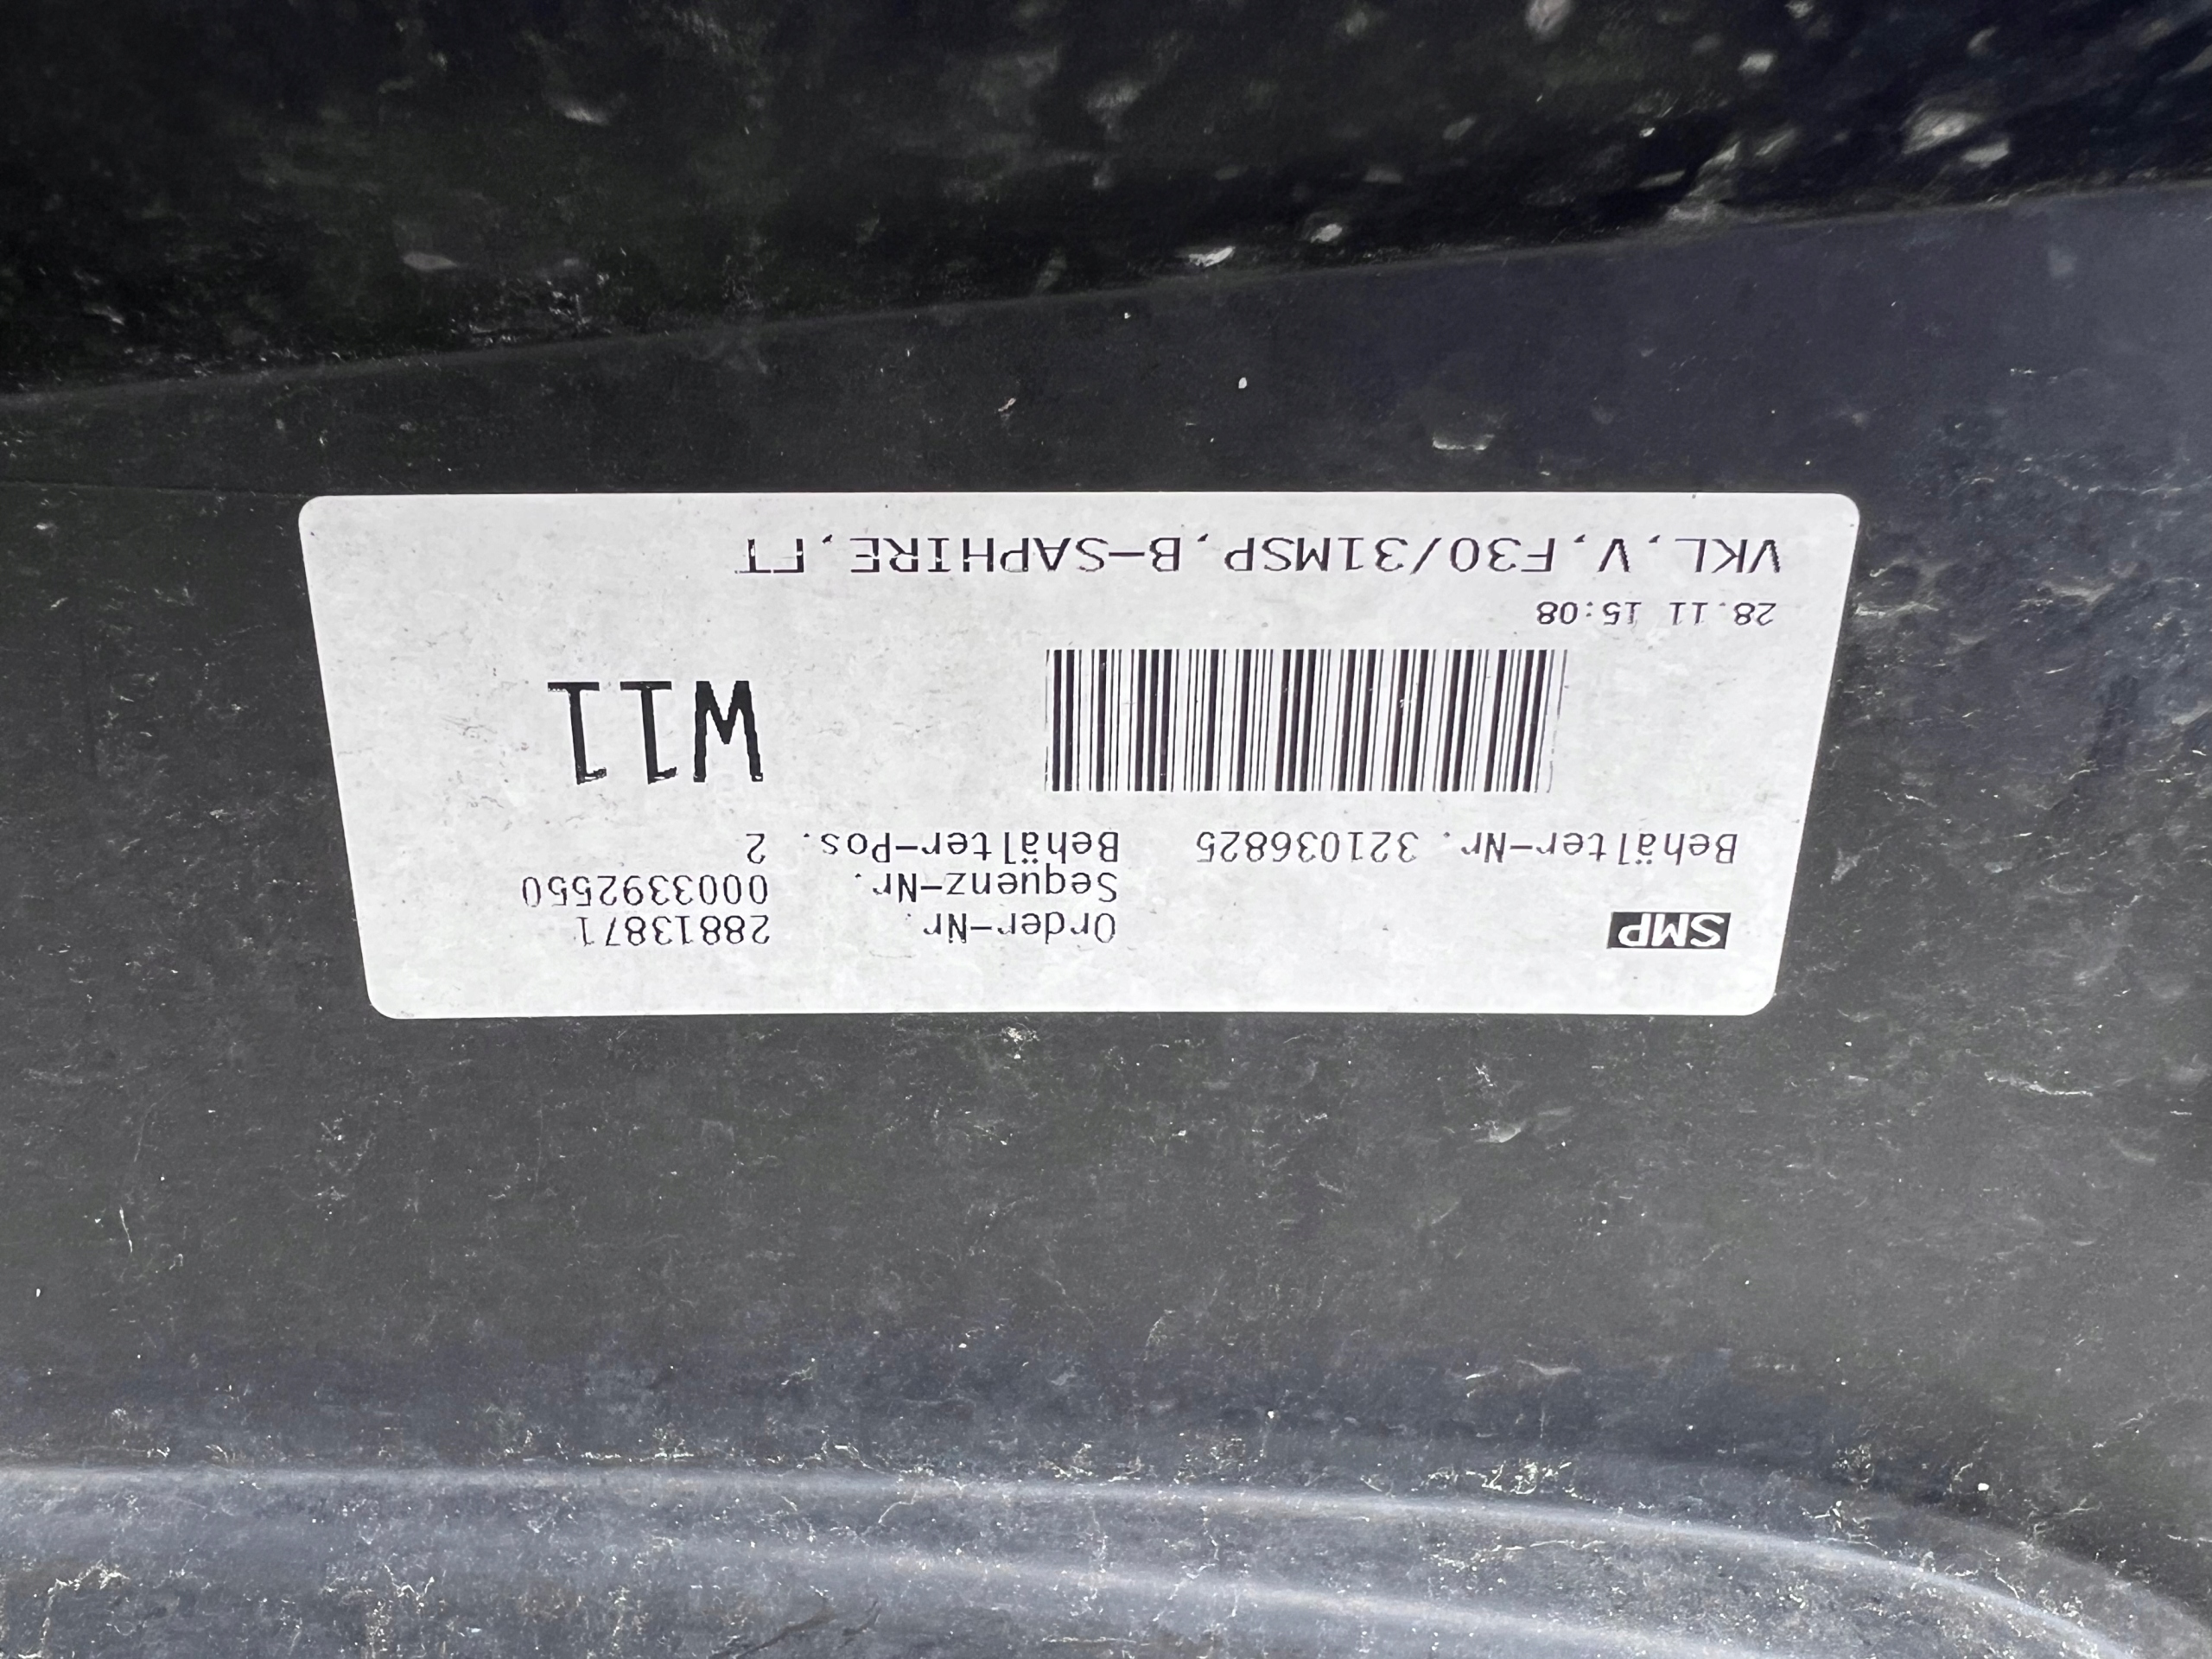 SMP
Order-Nr. 28813871
Sequenz-Nr. 0003392550
Behälter-Nr. 321036825 Behälter-Pos. 2
W11
28.11 15:08
VKL.V.F30/31MSP.B-SAPHIRE.FT